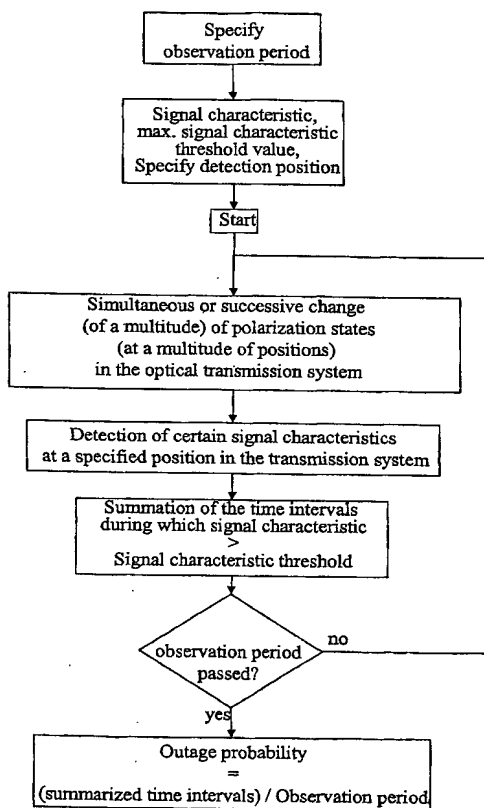 Specify
observation period
Signal characteristic,
max. signal characteristic
threshold value,
Specify detection position
Start
Simultaneous or successive change
(of a multitude) of polarization states
(at a multitude of positions)
in the optical transmission system
Detection of certain signal characteristics
at a specified position in the transmission system
Summation of the time intervals
during which signal characteristic
>
Signal characteristic threshold
observation period
passed?
no
yes
Outage probability
=
(summarized time intervals) / Observation period